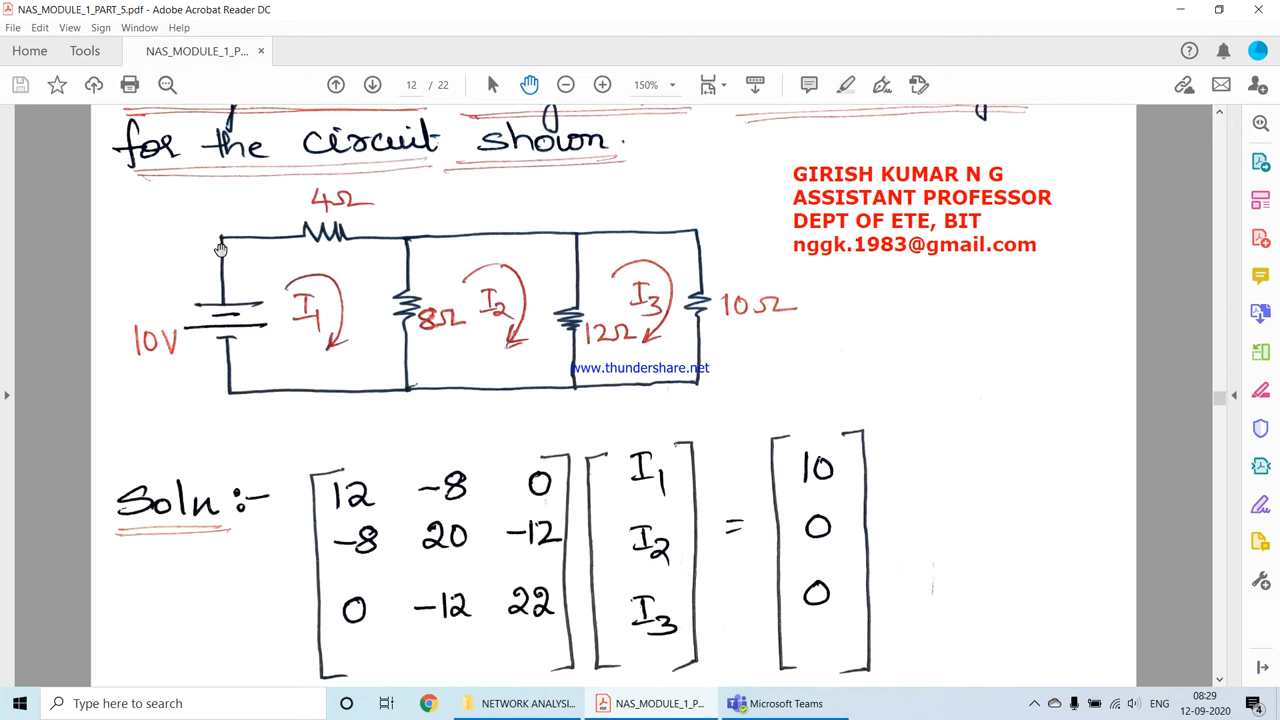 NAS_MODULE_1_PART_5.pdf - Adobe Acrobat Reader DC
File Edit View Sign Window Help
Home Tools NAS_MODULE_1_P... ×
12 / 22 150%
for the circuit shown.
GIRISH KUMAR N G
ASSISTANT PROFESSOR
DEPT OF ETE, BIT
nggk.1983@gmail.com
4Ω
I1 I2 I3
10V 8Ω 12Ω 10Ω
www.thundershare.net
Soln :-
12 -8 0 I1 10
-8 20 -12 I2 = 0
0 -12 22 I3 0
Type here to search
NETWORK ANALYSI... NAS_MODULE_1_P... Microsoft Teams
08:29
12-09-2020
4